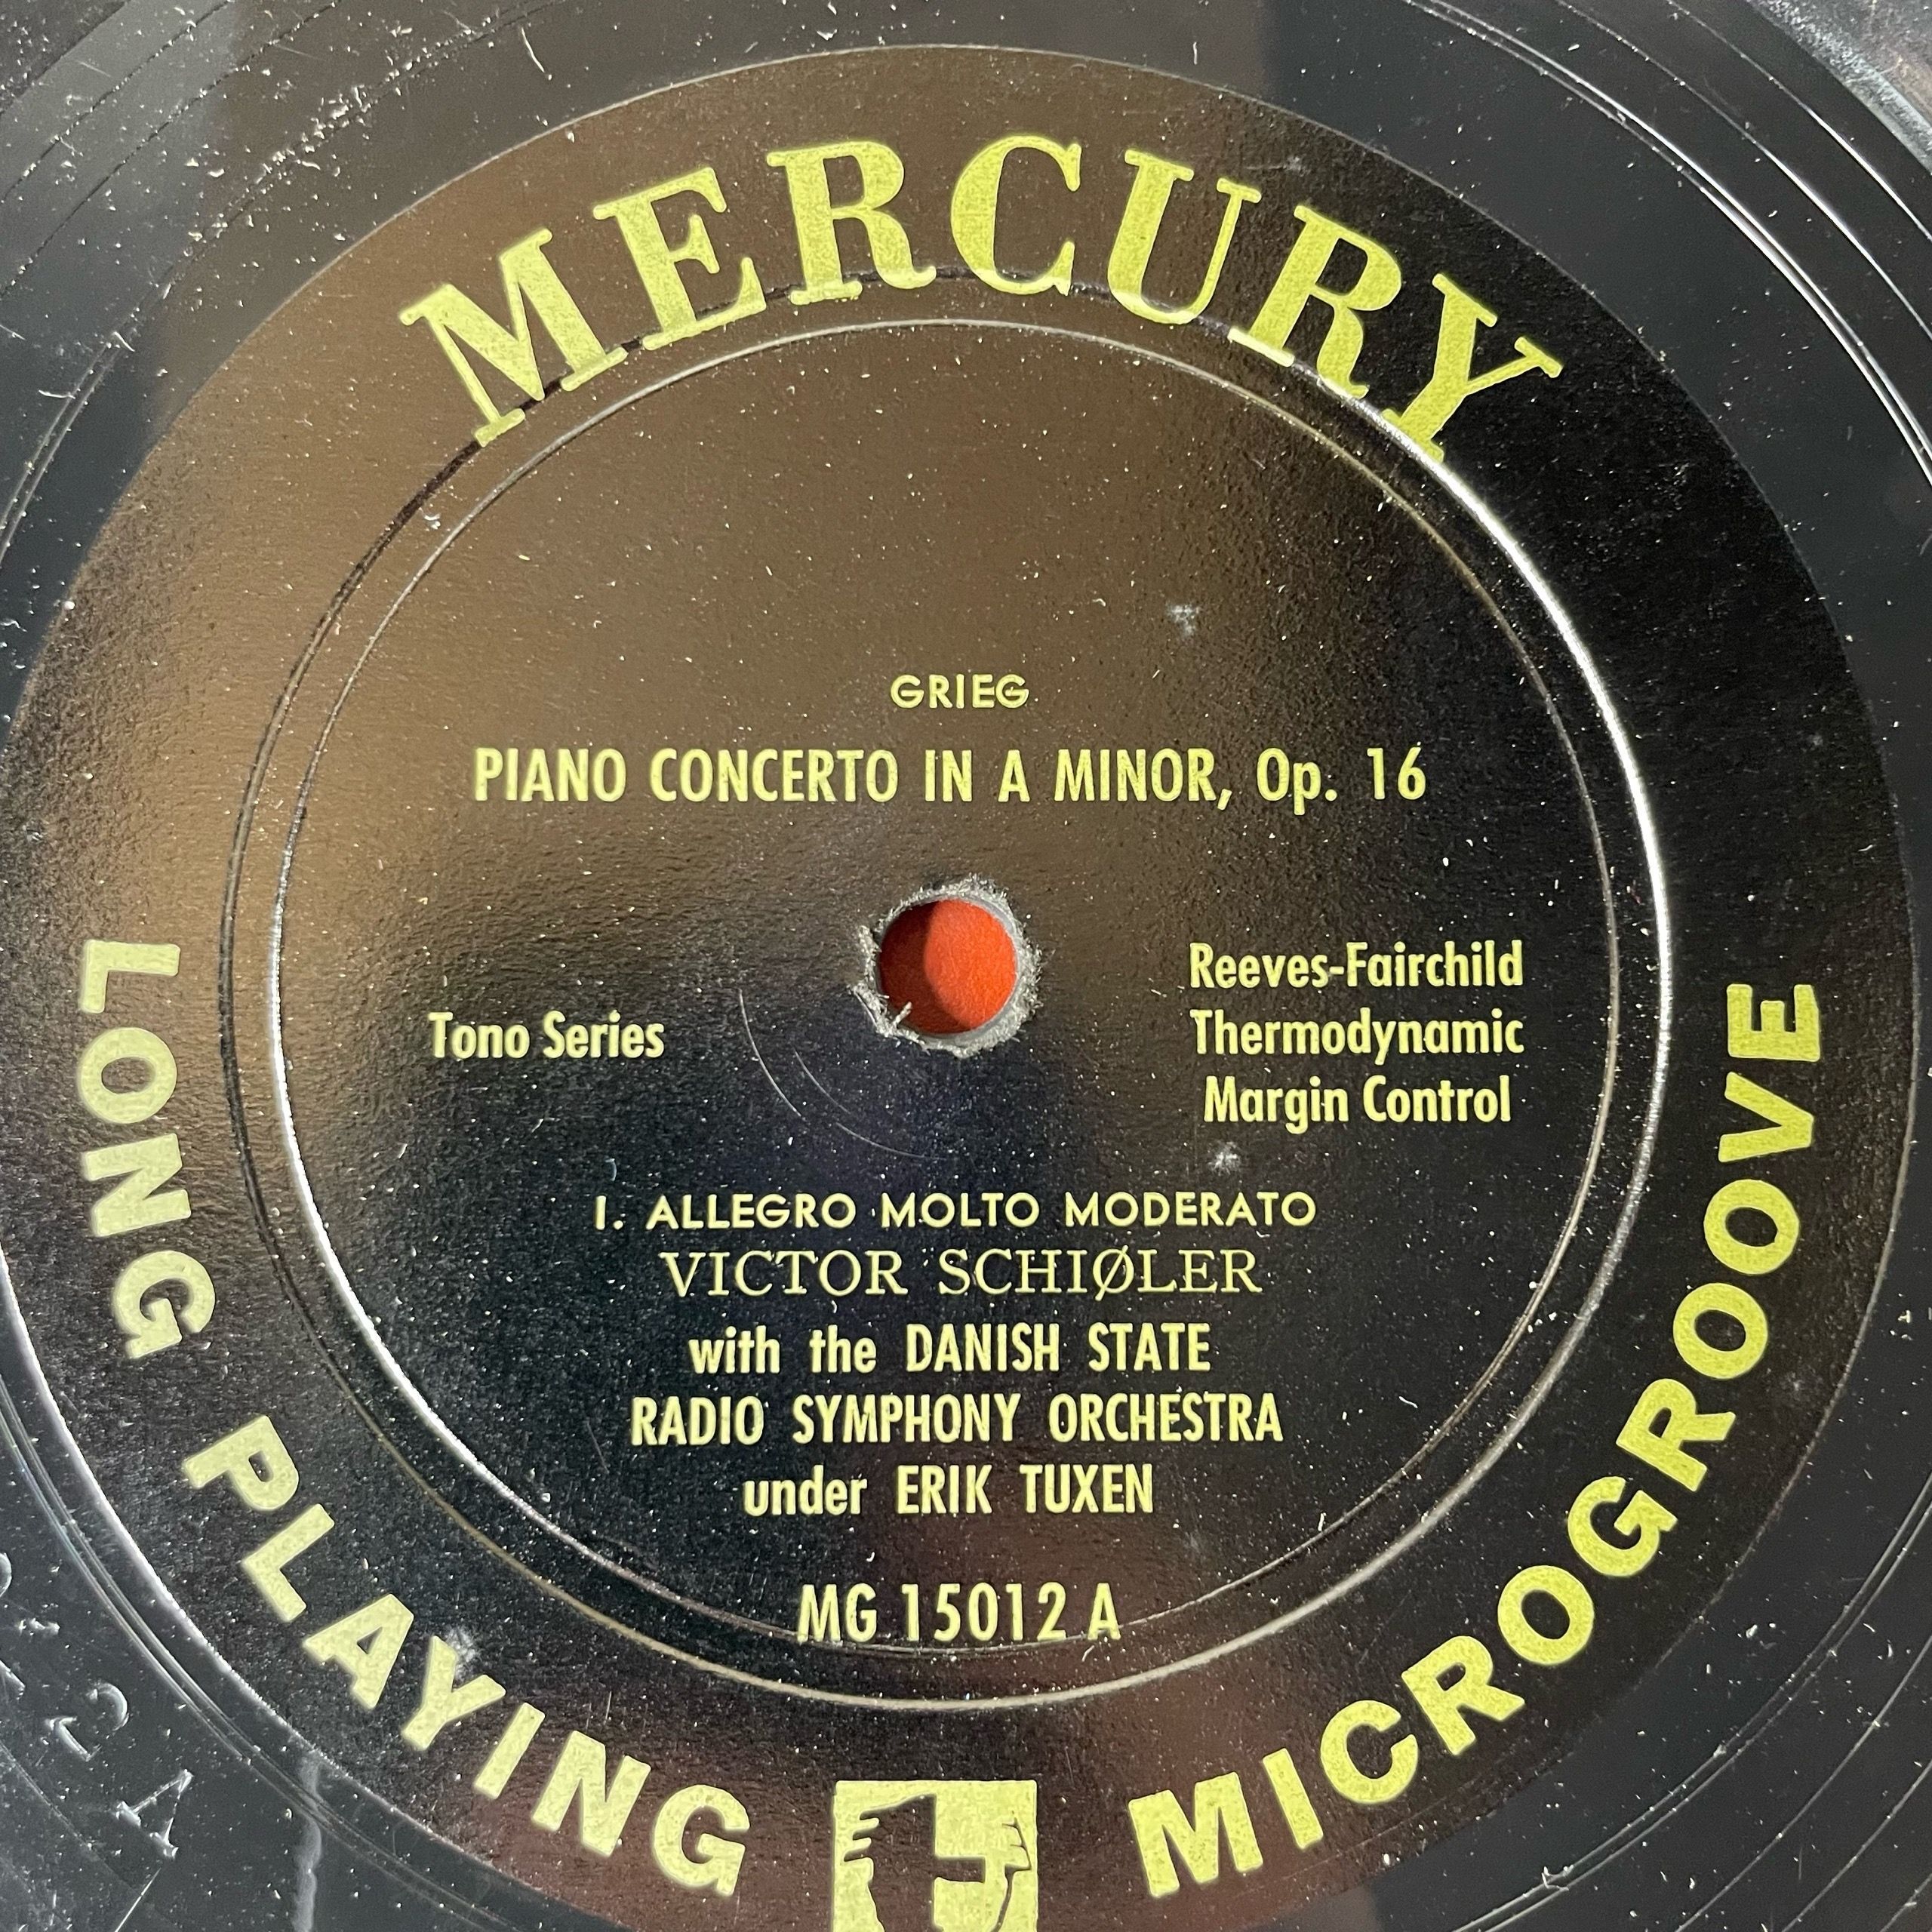 MERCURY
GRIEG
PIANO CONCERTO IN A MINOR, Op. 16
Tono Series
Reeves-Fairchild
Thermodynamic
Margin Control
I. ALLEGRO MOLTO MODERATO
VICTOR SCHIØLER
with the DANISH STATE
RADIO SYMPHONY ORCHESTRA
under ERIK TUXEN
MG 15012 A
LONG PLAYING MICROGROOVE
2 A